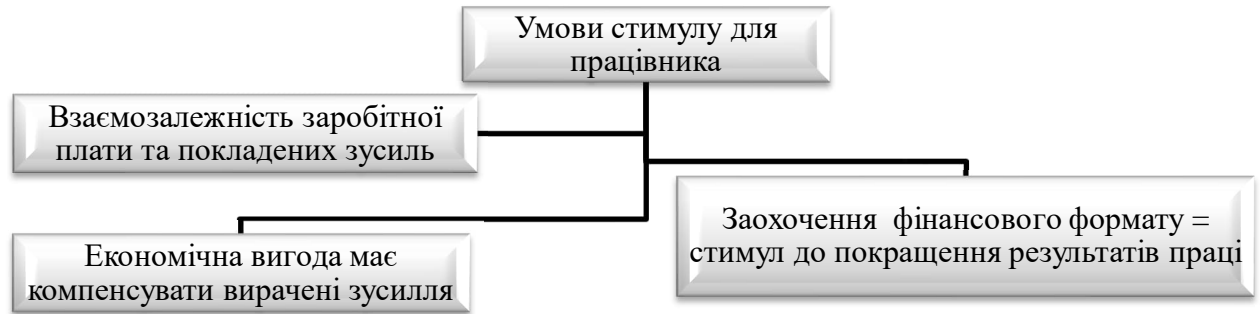 Умови стимулу для
працівника
Взаємозалежність заробітної
плати та покладених зусиль
Заохочення фінансового формату =
стимул до покращення результатів праці
Економічна вигода має
компенсувати вирачені зусилля